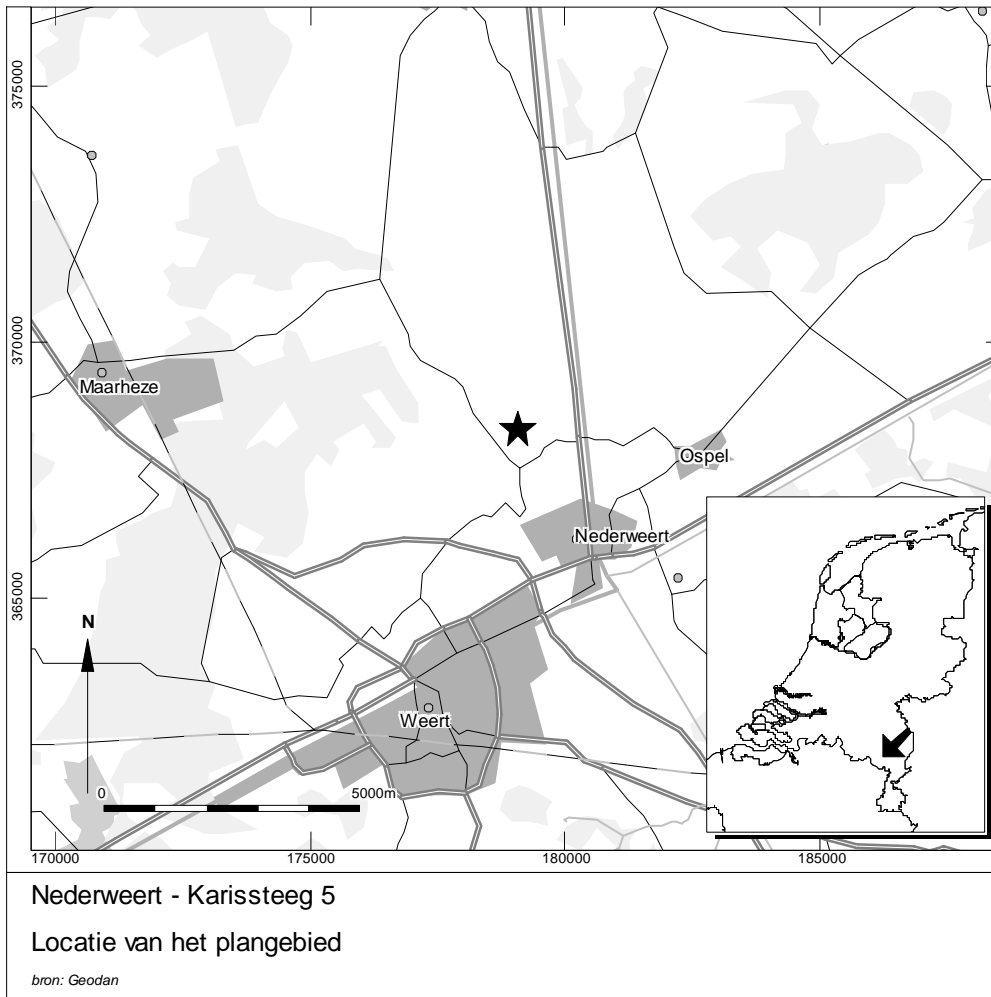 375000
370000
365000
Maarheze
Ospel
Nederweert
N
Weert
0 5000m
170000 175000 180000 185000
Nederweert - Karissteeg 5
Locatie van het plangebied
bron: Geodan